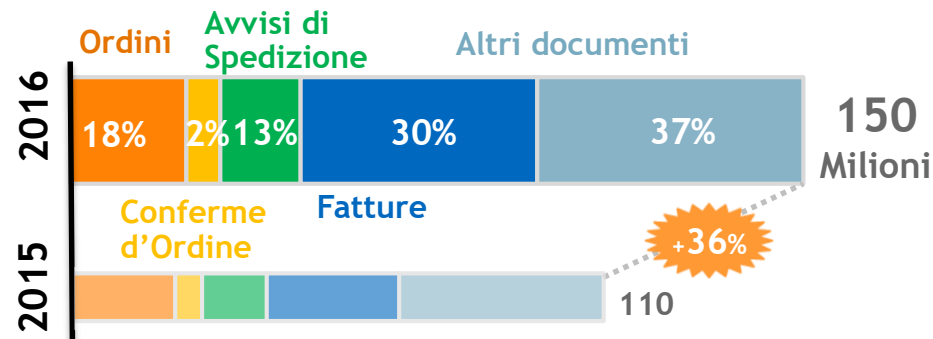 Ordini
Avvisi di
Spedizione
Altri documenti
2016
18%
2%
13%
30%
37%
150
Milioni
Conferme
d’Ordine
Fatture
+36%
2015
110